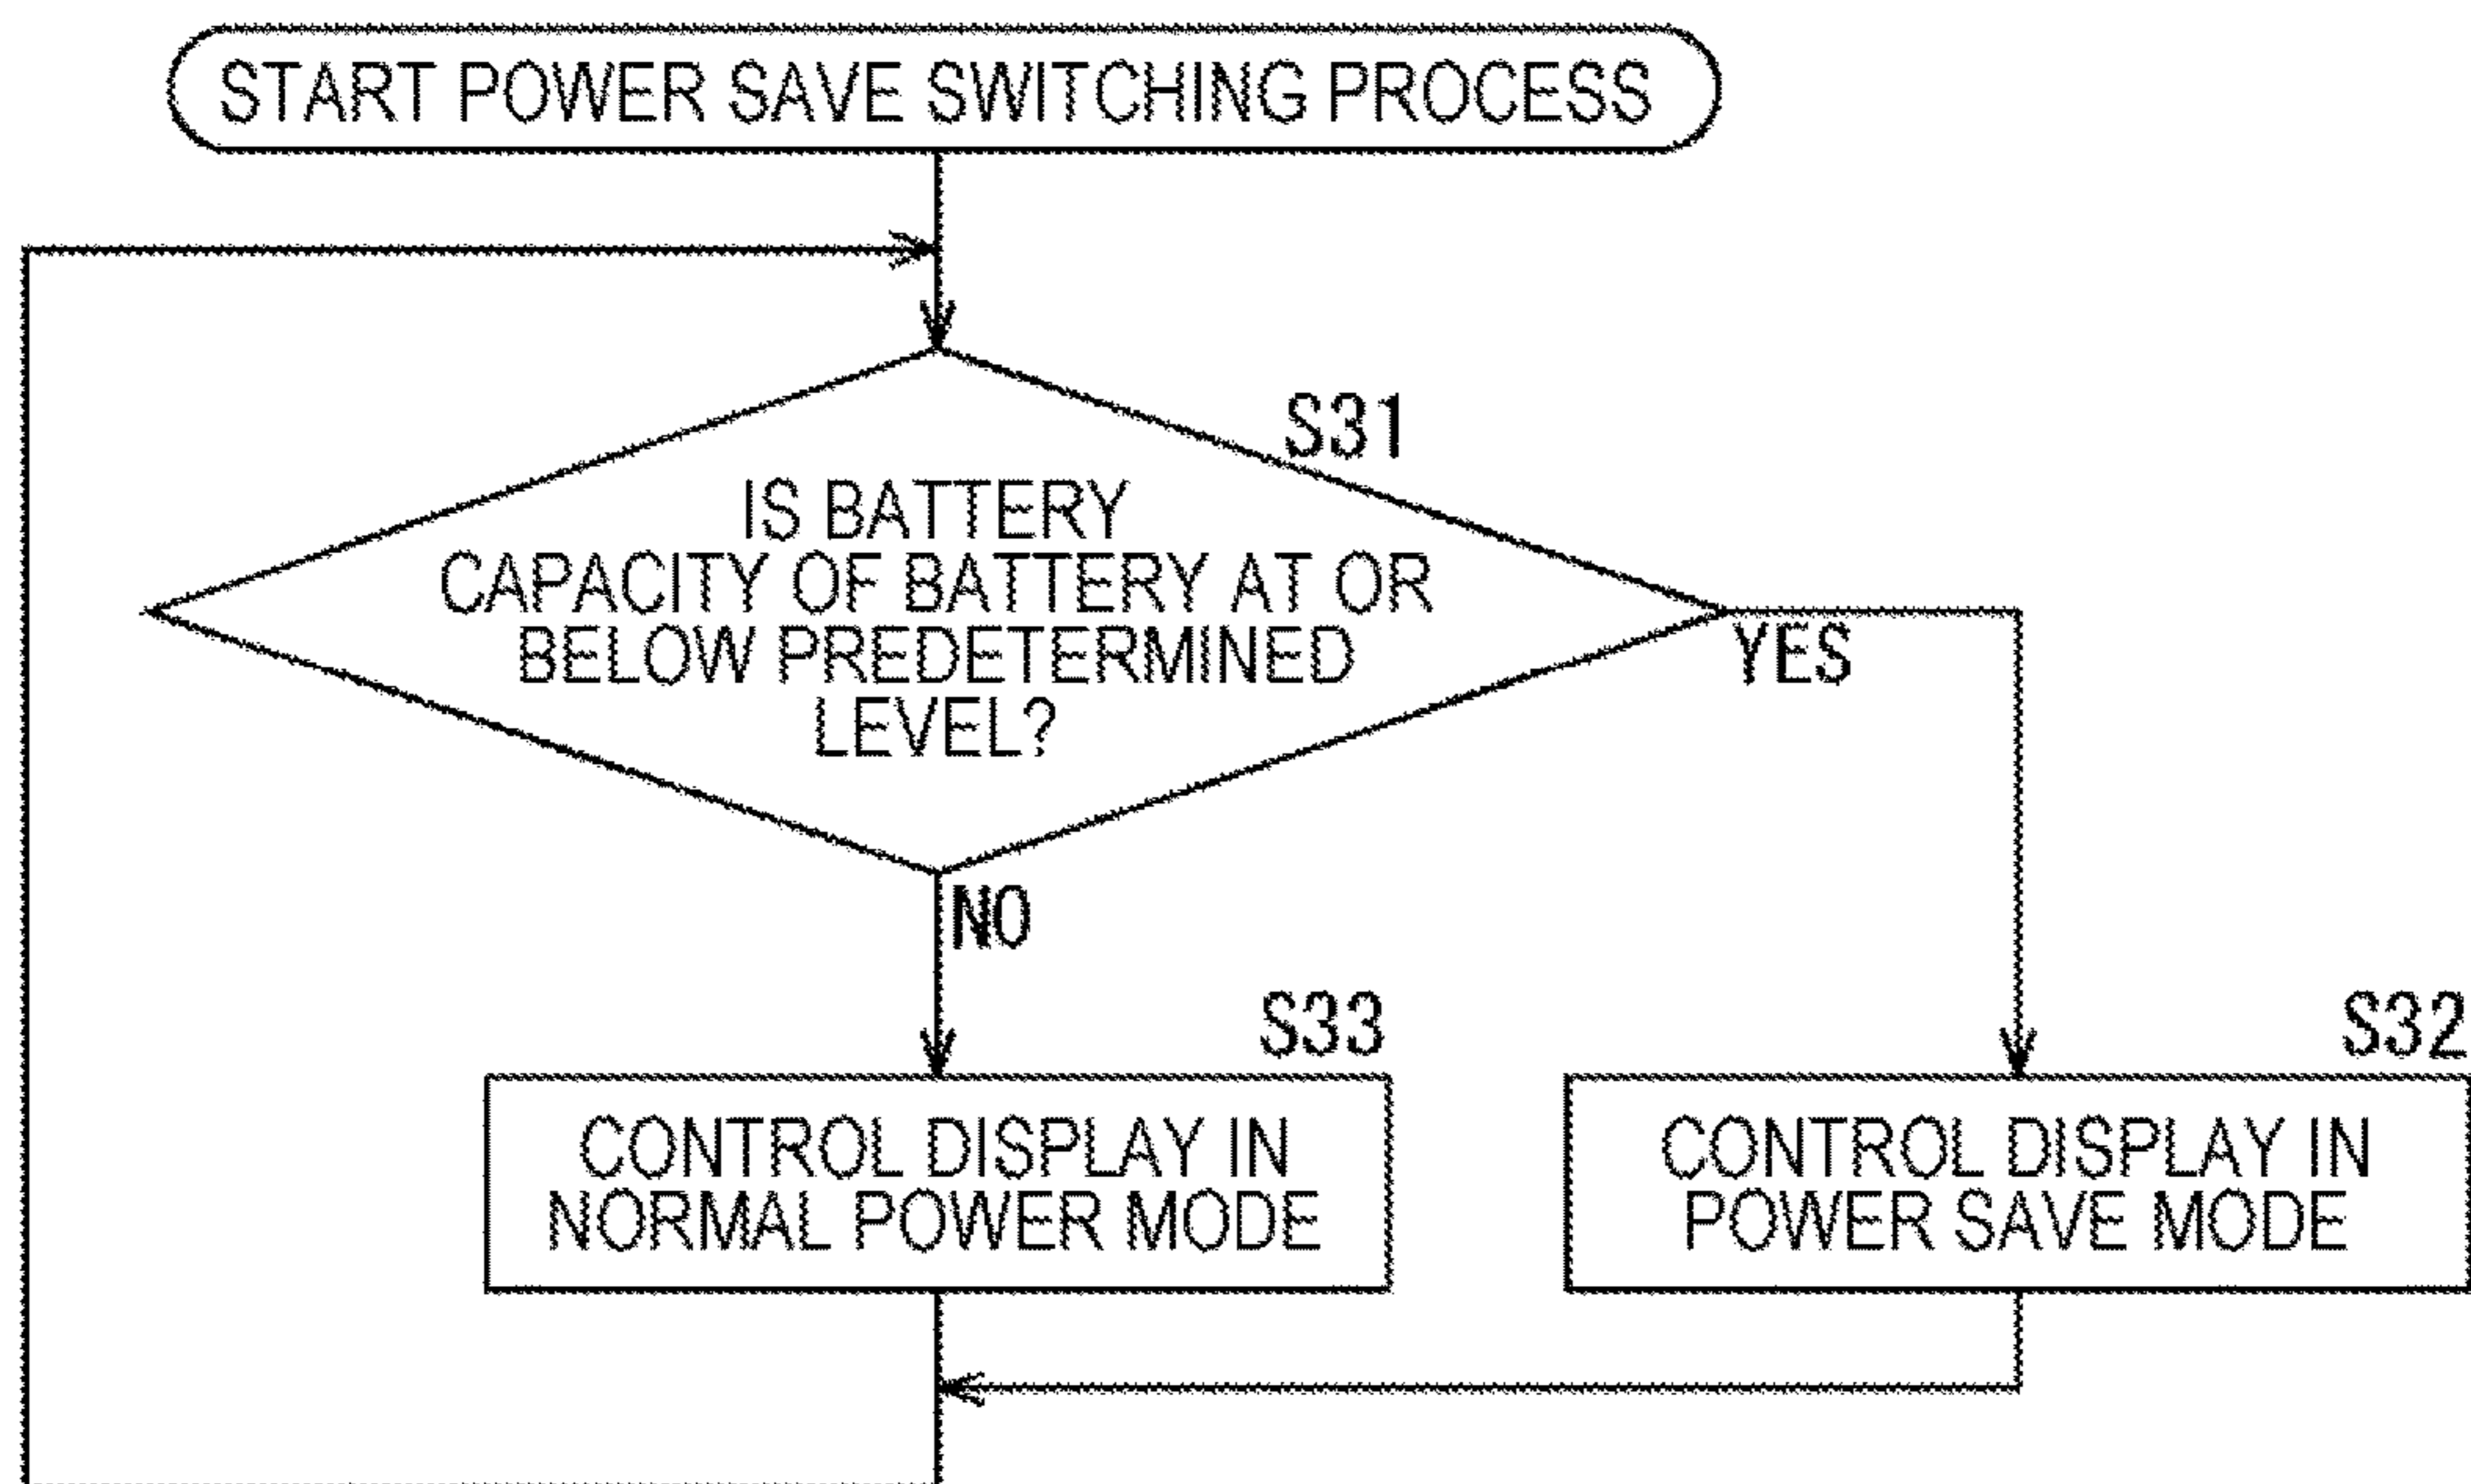 START POWER SAVE SWITCHING PROCESS
S31
IS BATTERY
CAPACITY OF BATTERY AT OR
BELOW PREDETERMINED
LEVEL?
YES
NO
S33
CONTROL DISPLAY IN
NORMAL POWER MODE
S32
CONTROL DISPLAY IN
POWER SAVE MODE